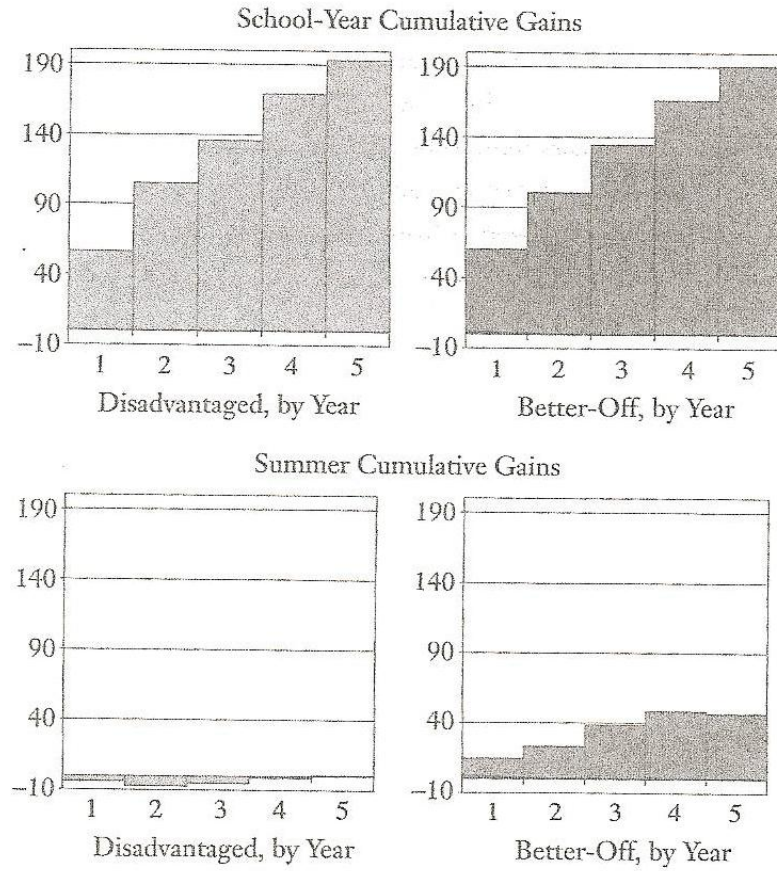 School-Year Cumulative Gains
190
140
90
40
–10
1 2 3 4 5
Disadvantaged, by Year
190
140
90
40
–10
1 2 3 4 5
Better-Off, by Year
Summer Cumulative Gains
190
140
90
40
–10
1 2 3 4 5
Disadvantaged, by Year
190
140
90
40
–10
1 2 3 4 5
Better-Off, by Year